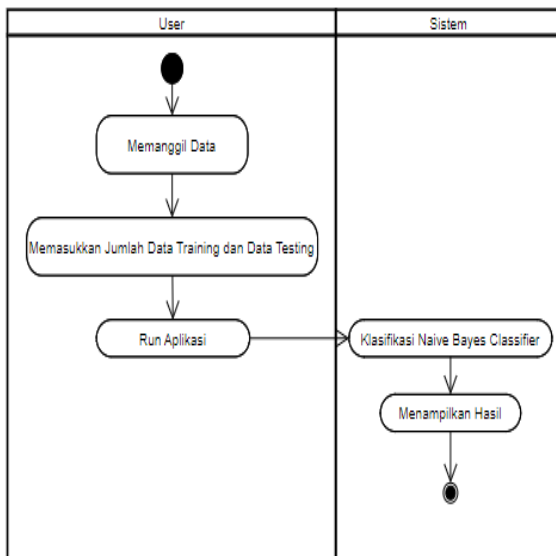 User
Sistem
Memanggil Data
Memasukkan Jumlah Data Training dan Data Testing
Run Aplikasi
Klasifikasi Naive Bayes Classifier
Menampilkan Hasil